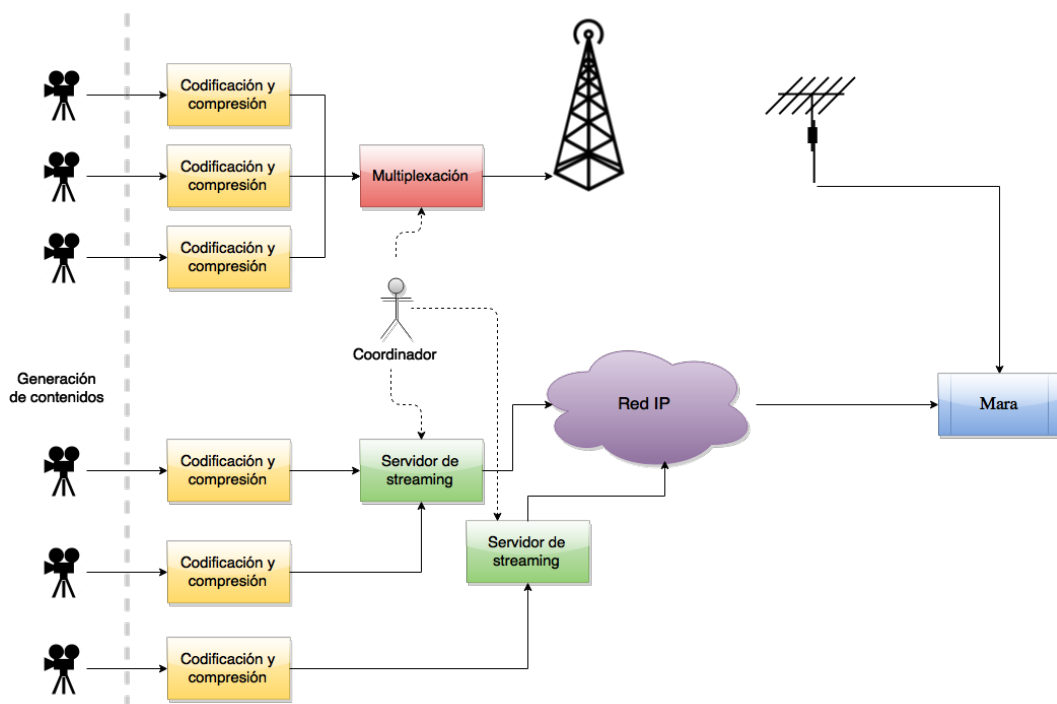 Codificación y
compresión
Codificación y
compresión
Multiplexación
Codificación y
compresión
Coordinador
Generación
de contenidos
Red IP
Mara
Codificación y
compresión
Servidor de
streaming
Servidor de
streaming
Codificación y
compresión
Codificación y
compresión